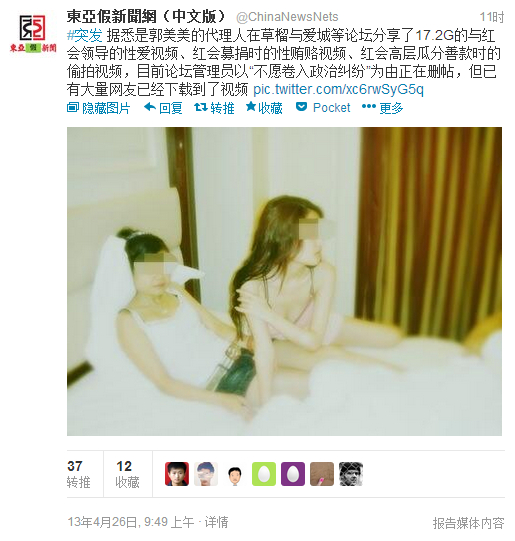 東亞假新聞網（中文版） @ChinaNewsNets 11时
東亞 假 新聞
#突发 据悉是郭美美的代理人在草榴与爱城等论坛分享了17.2G的与红
会领导的性爱视频、红会募捐时的性贿赂视频、红会高层瓜分善款时的
偷拍视频，目前论坛管理员以“不愿卷入政治纠纷”为由正在删帖，但已
有大量网友已经下载到了视频 pic.twitter.com/xc6rwSyG5q
隐藏图片 回复 转推 收藏 Pocket 更多
37 12
转推 收藏
13年4月26日, 9:49 上午 · 详情 报告媒体内容